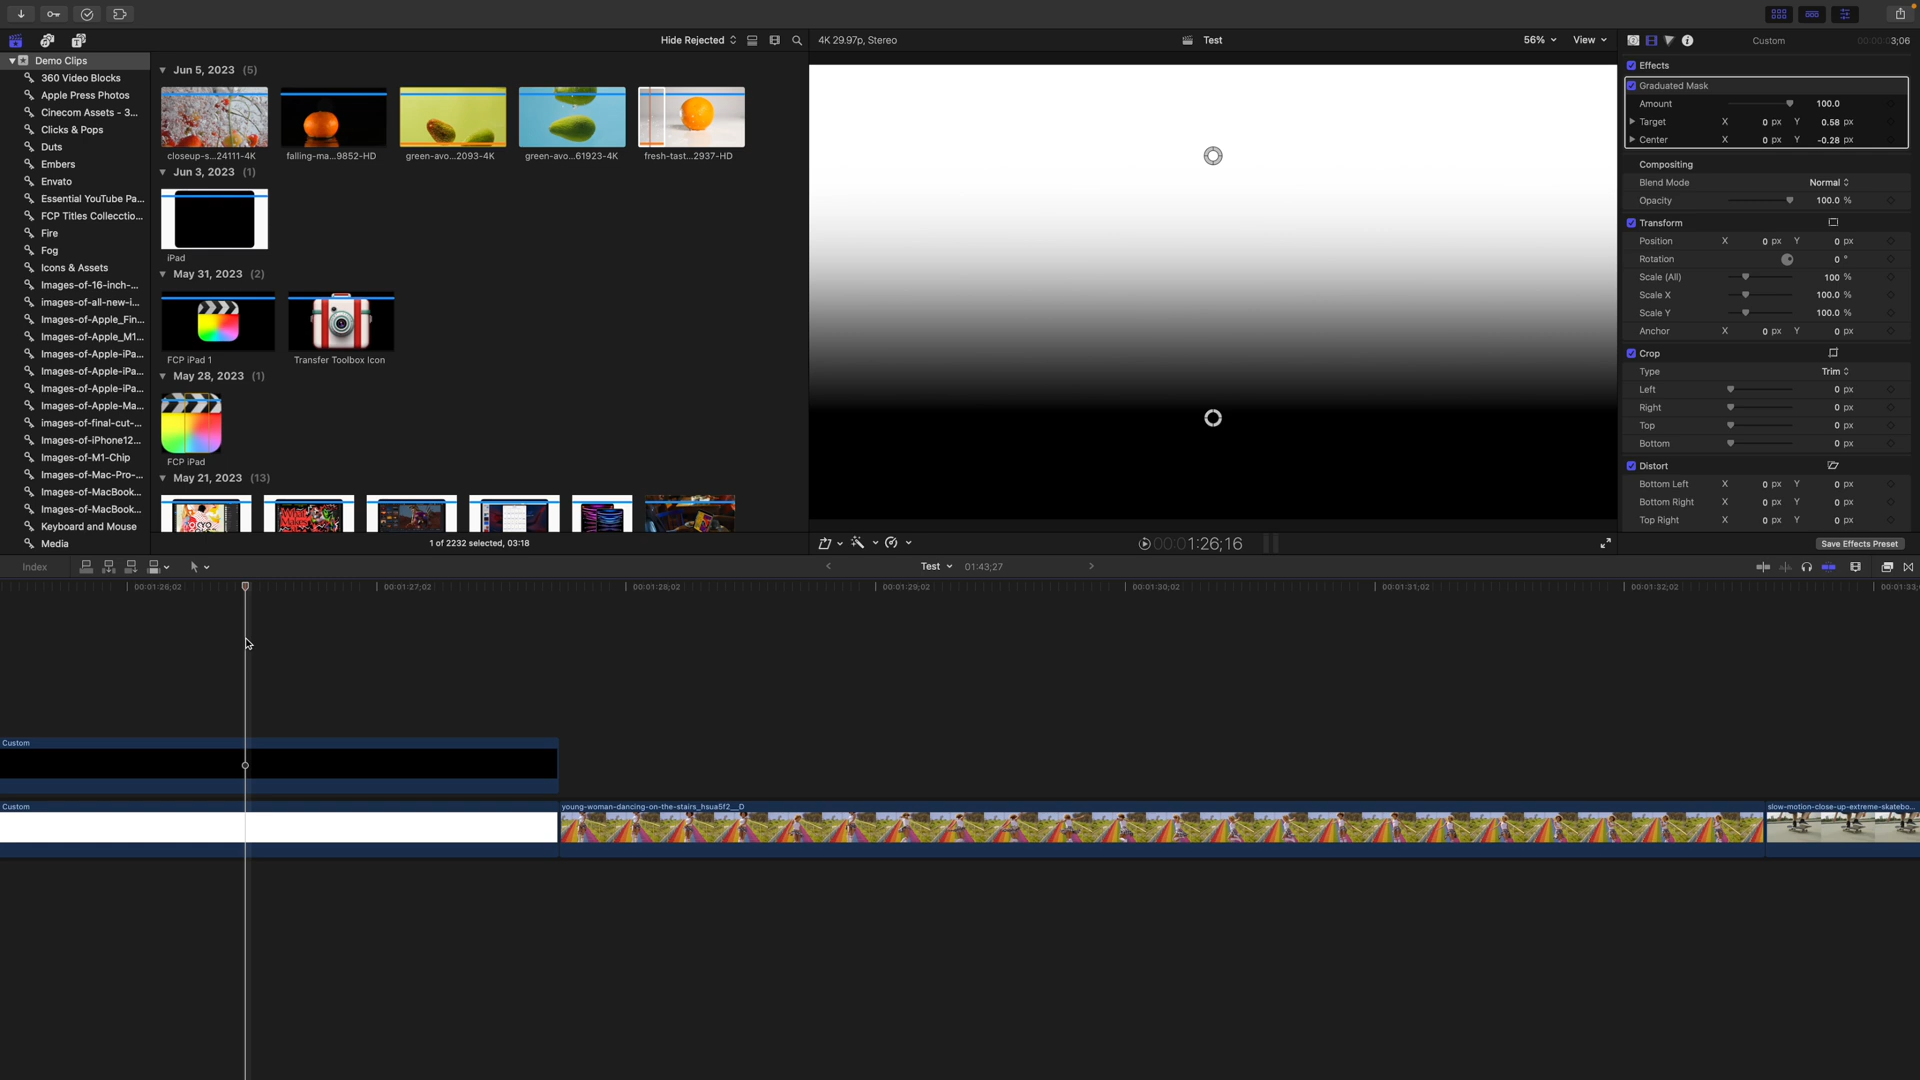 Hide Rejected
4K 29.97p, Stereo
Test
56%
View
Custom
00:00:03;06
Demo Clips
360 Video Blocks
Apple Press Photos
Cinecom Assets - 3...
Clicks & Pops
Duts
Embers
Envato
Essential YouTube Pa...
FCP Titles Collecctio...
Fire
Fog
Icons & Assets
Images-of-16-inch-...
images-of-all-new-i...
Images-of-Apple_Fin...
Images-of-Apple_M1...
Images-of-Apple-iPa...
Images-of-Apple-iPa...
Images-of-Apple-iPa...
Images-of-Apple-Ma...
images-of-final-cut-...
Images-of-iPhone12...
Images-of-M1-Chip
Images-of-Mac-Pro-...
Images-of-MacBook...
Images-of-MacBook...
Keyboard and Mouse
Media
Jun 5, 2023 (5)
closeup-s...24111-4K
falling-ma...9852-HD
green-avo...2093-4K
green-avo...61923-4K
fresh-tast...2937-HD
Jun 3, 2023 (1)
iPad
May 31, 2023 (2)
FCP iPad 1
Transfer Toolbox Icon
May 28, 2023 (1)
FCP iPad
May 21, 2023 (13)
1 of 2232 selected, 03:18
00:00:01:26;16
Effects
Graduated Mask
Amount 100.0
Target X 0 px Y 0.58 px
Center X 0 px Y -0.28 px
Compositing
Blend Mode Normal
Opacity 100.0 %
Transform
Position X 0 px Y 0 px
Rotation 0 °
Scale (All) 100 %
Scale X 100.0 %
Scale Y 100.0 %
Anchor X 0 px Y 0 px
Crop
Type Trim
Left 0 px
Right 0 px
Top 0 px
Bottom 0 px
Distort
Bottom Left X 0 px Y 0 px
Bottom Right X 0 px Y 0 px
Top Right X 0 px Y 0 px
Save Effects Preset
Index
Test 01:43;27
00:01:26;02
00:01:27;02
00:01:28;02
00:01:29;02
00:01:30;02
00:01:31;02
00:01:32;02
00:01:33;
Custom
Custom
young-woman-dancing-on-the-stairs_hsua5f2__D
slow-motion-close-up-extreme-skatebo...